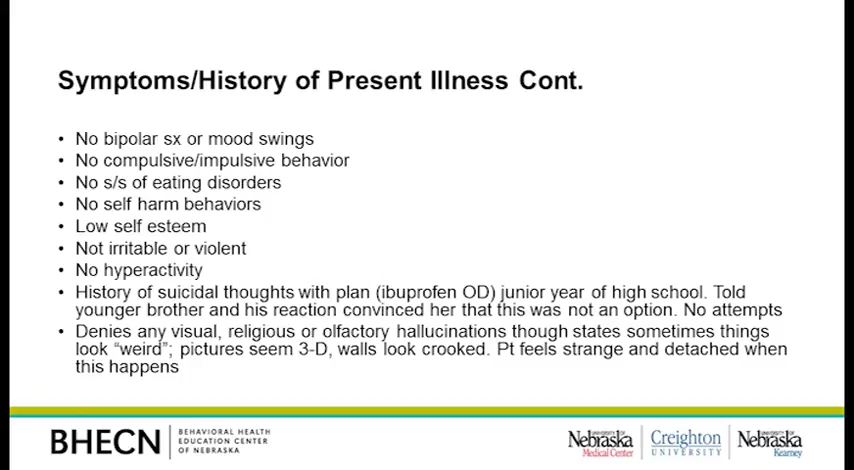 Symptoms/History of Present Illness Cont.
• No bipolar sx or mood swings
• No compulsive/impulsive behavior
• No s/s of eating disorders
• No self harm behaviors
• Low self esteem
• Not irritable or violent
• No hyperactivity
• History of suicidal thoughts with plan (ibuprofen OD) junior year of high school. Told
younger brother and his reaction convinced her that this was not an option. No attempts
• Denies any visual, religious or olfactory hallucinations though states sometimes things
look “weird”; pictures seem 3-D, walls look crooked. Pt feels strange and detached when
this happens
BHECN
BEHAVIORAL HEALTH
EDUCATION CENTER
OF NEBRASKA
UNIVERSITY OF
Nebraska
Medical Center
Creighton
UNIVERSITY
UNIVERSITY OF
Nebraska
Kearney